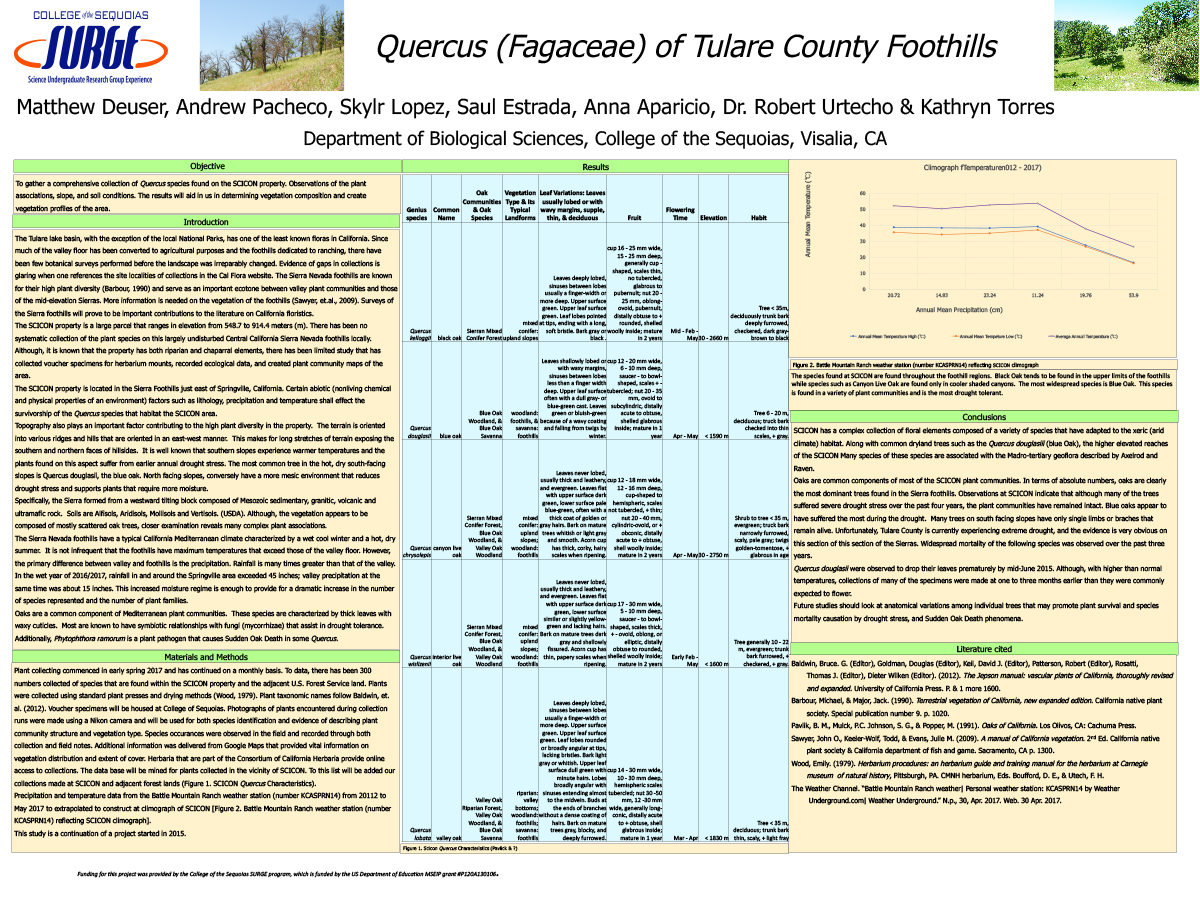 COLLEGE of the SEQUOIAS
SURGE
Science Undergraduate Research Group Experience
Quercus (Fagaceae) of Tulare County Foothills
Matthew Deuser, Andrew Pacheco, Skylr Lopez, Saul Estrada, Anna Aparicio, Dr. Robert Urtecho & Kathryn Torres
Department of Biological Sciences, College of the Sequoias, Visalia, CA
Objective
To gather a comprehensive collection of Quercus species found on the SCICON property. Observations of the plant
associations, slope, and soil conditions. The results will aid in us in determining vegetation composition and create
vegetation profiles of the area.
Introduction
The Tulare lake basin, with the exception of the local National Parks, has one of the least known floras in California. Since
much of the valley floor has been converted to agricultural purposes and the foothills dedicated to ranching, there have
been few botanical surveys performed before the landscape was irreparably changed. Evidence of gaps in collections is
glaring when one references the site localities of collections in the Cal Flora website. The Sierra Nevada foothills are known
for their high plant diversity (Barbour, 1990) and serve as an important ecotone between valley plant communities and those
of the mid-elevation Sierras. More information is needed on the vegetation of the foothills (Sawyer, et.al., 2009). Surveys of
the Sierra foothills will prove to be important contributions to the literature on California floristics.
The SCICON property is a large parcel that ranges in elevation from 548.7 to 914.4 meters (m). There has been no
systematic collection of the plant species on this largely undisturbed Central California Sierra Nevada foothills locally.
Although, it is known that the property has both riparian and chaparral elements, there has been limited study that has
collected voucher specimens for herbarium mounts, recorded ecological data, and created plant community maps of the
area.
The SCICON property is located in the Sierra Foothills just east of Springville, California. Certain abiotic (nonliving chemical
and physical properties of an environment) factors such as lithology, precipitation and temperature shall effect the
survivorship of the Quercus species that habitat the SCICON area.
Topography also plays an important factor contributing to the high plant diversity in the property. The terrain is oriented
into various ridges and hills that are oriented in an east-west manner. This makes for long stretches of terrain exposing the
southern and northern faces of hillsides. It is well known that southern slopes experience warmer temperatures and the
plants found on this aspect suffer from earlier annual drought stress. The most common tree in the hot, dry south-facing
slopes is Quercus douglasii, the blue oak. North facing slopes, conversely have a more mesic environment that reduces
drought stress and supports plants that require more moisture.
Specifically, the Sierra formed from a westward tilting block composed of Mesozoic sedimentary, granitic, volcanic and
ultramafic rock. Soils are Alfisols, Aridisols, Mollisols and Vertisols. (USDA). Although, the vegetation appears to be
composed of mostly scattered oak trees, closer examination reveals many complex plant associations.
The Sierra Nevada foothills have a typical California Mediterranean climate characterized by a wet cool winter and a hot, dry
summer. It is not infrequent that the foothills have maximum temperatures that exceed those of the valley floor. However,
the primary difference between valley and foothills is the precipitation. Rainfall is many times greater than that of the valley.
In the wet year of 2016/2017, rainfall in and around the Springville area exceeded 45 inches; valley precipitation at the
same time was about 15 inches. This increased moisture regime is enough to provide for a dramatic increase in the number
of species represented and the number of plant families.
Oaks are a common component of Mediterranean plant communities. These species are characterized by thick leaves with
waxy cuticles. Most are known to have symbiotic relationships with fungi (mycorrhizae) that assist in drought tolerance.
Additionally, Phytophthora ramorum is a plant pathogen that causes Sudden Oak Death in some Quercus.
Materials and Methods
Plant collecting commenced in early spring 2017 and has continued on a monthly basis. To data, there has been 300
numbers collected of species that are found within the SCICON property and the adjacent U.S. Forest Service land. Plants
were collected using standard plant presses and drying methods (Wood, 1979). Plant taxonomic names follow Baldwin, et.
al. (2012). Voucher specimens will be housed at College of Sequoias. Photographs of plants encountered during collection
runs were made using a Nikon camera and will be used for both species identification and evidence of describing plant
community structure and vegetation type. Species occurances were observed in the field and recorded through both
collection and field notes. Additional information was delivered from Google Maps that provided vital information on
vegetation distribution and extent of cover. Herbaria that are part of the Consortium of California Herbaria provide online
access to collections. The data base will be mined for plants collected in the vicinity of SCICON. To this list will be added our
collections made at SCICON and adjacent forest lands (Figure 1. SCICON Quercus Characteristics).
Precipitation and temperature data from the Battle Mountain Ranch weather station (number KCASPRN14) from 20112 to
May 2017 to extrapolated to construct at climograph of SCICON [Figure 2. Battle Mountain Ranch weather station (number
KCASPRN14) reflecting SCICON climograph].
This study is a continuation of a project started in 2015.
Results
Genius species
Common Name
Oak Communities & Oak Species
Vegetation Type & Its Typical Landforms
Leaf Variations: Leaves usually lobed or with wavy margins, supple, thin, & deciduous
Fruit
Flowering Time
Elevation
Habit
Quercus kelloggii
black oak
Sierran Mixed Conifer Forest
mixed conifer: upland slopes
Leaves deeply lobed, sinuses between lobes usually a finger-width or more deep. Upper surface green. Upper leaf surface green. Leaf lobes pointed at tips, ending with a long, soft bristle. Bark gray or black.
cup 16 - 25 mm wide, 15 - 25 mm deep, generally cup - shaped, scales thin, no tubercled, glabrous to pubernult; nut 20 - 25 mm, oblong-ovoid, pubernult, distally obtuse to + rounded, shelled woolly inside; mature in 2 years
Mid - Feb - May
30 - 2660 m
Tree < 35m, deciduously trunk bark deeply furrowed, checkered, dark gray-brown to black
Quercus douglasii
blue oak
Blue Oak Woodland, & Blue Oak Savanna
woodland: foothills, & savanna: foothills
Leaves shallowly lobed or with wavy margins, sinuses between lobes less then a finger width deep. Upper leaf surface often with a dull gray- or blue-green cast. Leaves green or bluish-green because of a wavy coating and falling from twigs by winter.
cup 12 - 20 mm wide, 6 - 10 mm deep, saucer - to bowl-shaped, scales + - tubercled; nut 20 - 35 mm, ovoid to subcylindric, distally acute to obtuse, shelled glabrous inside; mature in 1 year
Apr - May
< 1590 m
Tree 6 - 20 m, deciduous; trunk bark checked into thin scales, + gray.
Quercus chrysolepis
canyon live oak
Sierran Mixed Conifer Forest, Blue Oak Woodland, & Valley Oak Woodland
mixed conifer: upland slopes; woodland: foothills
Leaves never lobed, usually thick and leathery, and evergreen. Leaves flat with upper surface dark green, lower surface pale blue-green, often with a thick coat of golden or gray hairs. Bark on mature trees whitish or light gray and smooth. Acorn cup has thick, corky, hairy scales when ripening.
cup 12 - 18 mm wide, 12 - 16 mm deep, cup-shaped to hemispheric, scales not tubercled, + thin; nut 20 - 40 mm, cylindric-ovoid, or + obconic, distally acute to + obtuse, shell woolly inside; mature in 2 years
Apr - May
30 - 2750 m
Shrub to tree < 35 m, evergreen; trunk bark narrowly furrowed, scaly, pale gray; twigs golden-tomentose, + glabrous in age
Quercus wislizeni
interior live oak
Sierran Mixed Conifer Forest, Blue Oak Woodland, & Valley Oak Woodland
mixed conifer: upland slopes; woodland: foothills
Leaves never lobed, usually thick and leathery, and evergreen. Leaves flat with upper surface dark green, lower surface similar or slightly yellow-green and lacking hairs. Bark on mature trees dark gray and shallowly fissured. Acorn cup has thin, papery scales when ripening.
cup 17 - 30 mm wide, 5 - 10 mm deep, saucer - to bowl-shaped, scales thick, + - ovoid, oblong, or elliptic, distally obtuse to rounded, shelled woolly inside; mature in 2 years
Early Feb - May
< 1600 m
Tree generally 10 - 22 m, evergreen; trunk bark furrowed, + checkered, + gray.
Quercus lobata
valley oak
Valley Oak Riparian Forest, Valley Oak Woodland, & Blue Oak Savanna
riparian: valley bottoms; woodland: foothills; savanna: foothills
Leaves deeply lobed, sinuses between lobes usually a finger-width or more deep. Upper surface green. Upper leaf surface green. Leaf lobes rounded or broadly angular at tips, lacking bristles. Bark light gray or whitish. Upper leaf surface dull green with minute hairs. Lobes broadly angular, with sinuses extending almost to the midvein. Buds at the ends of branches without a dense coating of hairs. Bark on mature trees gray, blocky, and deeply furrowed.
cup 14 - 30 mm wide, 10 - 30 mm deep, hemispheric scales tubercled; nut 30 -50 mm, 12 -30 mm wide, generally long-conic, distally acute to + obtuse, shell glabrous inside; mature in 1 year
Mar - Apr
< 1830 m
Tree < 35 m, deciduous; trunk bark thin, scaly, + light gray
Figure 1. Scicon Quercus Characteristics (Pavlick & ?)
Climograph fTemperaturen012 - 2017)
Annual Mean Temperature (℃)
60
50
40
30
20
10
0
20.72 14.83 23.24 11.24 19.76 53.9
Annual Mean Precipitation (cm)
Annual Mean Temperature High (℃) Annual Mean Tempeture Low (℃) Average Annual Temperature (℃)
Figure 2. Battle Mountain Ranch weather station (number KCASPRN14) reflecting SCICON climograph
The species found at SCICON are found throughout the foothill regions. Black Oak tends to be found in the upper limits of the foothills
while species such as Canyon Live Oak are found only in cooler shaded canyons. The most widespread species is Blue Oak. This species
is found in a variety of plant communities and is the most drought tolerant.
Conclusions
SCICON has a complex collection of floral elements composed of a variety of species that have adapted to the xeric (arid
climate) habitat. Along with common dryland trees such as the Quercus douglasii (blue Oak), the higher elevated reaches
of the SCICON Many species of these species are associated with the Madro-tertiary geoflora described by Axelrod and
Raven.
Oaks are common components of most of the SCICON plant communities. In terms of absolute numbers, oaks are clearly
the most dominant trees found in the Sierra foothills. Observations at SCICON indicate that although many of the trees
suffered severe drought stress over the past four years, the plant communities have remained intact. Blue oaks appear to
have suffered the most during the drought. Many trees on south facing slopes have only single limbs or braches that
remain alive. Unfortunately, Tulare County is currently experiencing extreme drought, and the evidence is very obvious on
this section of this section of the Sierras. Widespread mortality of the following species was observed over the past three
years.
Quercus douglasii were observed to drop their leaves prematurely by mid-June 2015. Although, with higher than normal
temperatures, collections of many of the specimens were made at one to three months earlier than they were commonly
expected to flower.
Future studies should look at anatomical variations among individual trees that may promote plant survival and species
mortality causation by drought stress, and Sudden Oak Death phenomena.
Literature cited
Baldwin, Bruce. G. (Editor), Goldman, Douglas (Editor), Keil, David J. (Editor), Patterson, Robert (Editor), Rosatti,
Thomas J. (Editor), Dieter Wilken (Editor). (2012). The Jepson manual: vascular plants of California, thoroughly revised
and expanded. University of California Press. P. & 1 more 1600.
Barbour, Michael, & Major, Jack. (1990). Terrestrial vegetation of California, new expanded edition. California native plant
society. Special publication number 9. p. 1020.
Pavlik, B. M., Muick, P.C. Johnson, S. G., & Popper, M. (1991). Oaks of California. Los Olivos, CA: Cachuma Press.
Sawyer, John O., Keeler-Wolf, Todd, & Evans, Julie M. (2009). A manual of California vegetation. 2nd Ed. California native
plant society & California department of fish and game. Sacramento, CA p. 1300.
Wood, Emily. (1979). Herbarium procedures: an herbarium guide and training manual for the herbarium at Carnegie
museum of natural history, Pittsburgh, PA. CMNH herbarium, Eds. Boufford, D. E., & Utech, F. H.
The Weather Channel. "Battle Mountain Ranch weather| Personal weather station: KCASPRN14 by Weather
Underground.com| Weather Underground." N.p., 30, Apr. 2017. Web. 30 Apr. 2017.
Funding for this project was provided by the College of the Sequoias SURGE program, which is funded by the US Department of Education MSEIP grant #P120A130106.